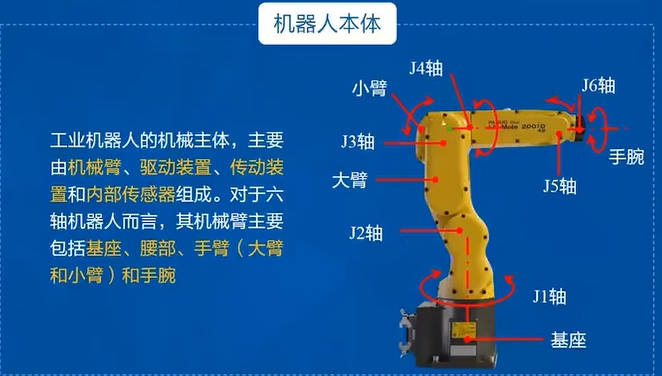 机器人本体
工业机器人的机械主体，主要
由机械臂、驱动装置、传动装
置和内部传感器组成。对于六
轴机器人而言，其机械臂主要
包括基座、腰部、手臂（大臂
和小臂）和手腕
J4轴
J6轴
小臂
J3轴
手腕
J5轴
大臂
J2轴
J1轴
基座